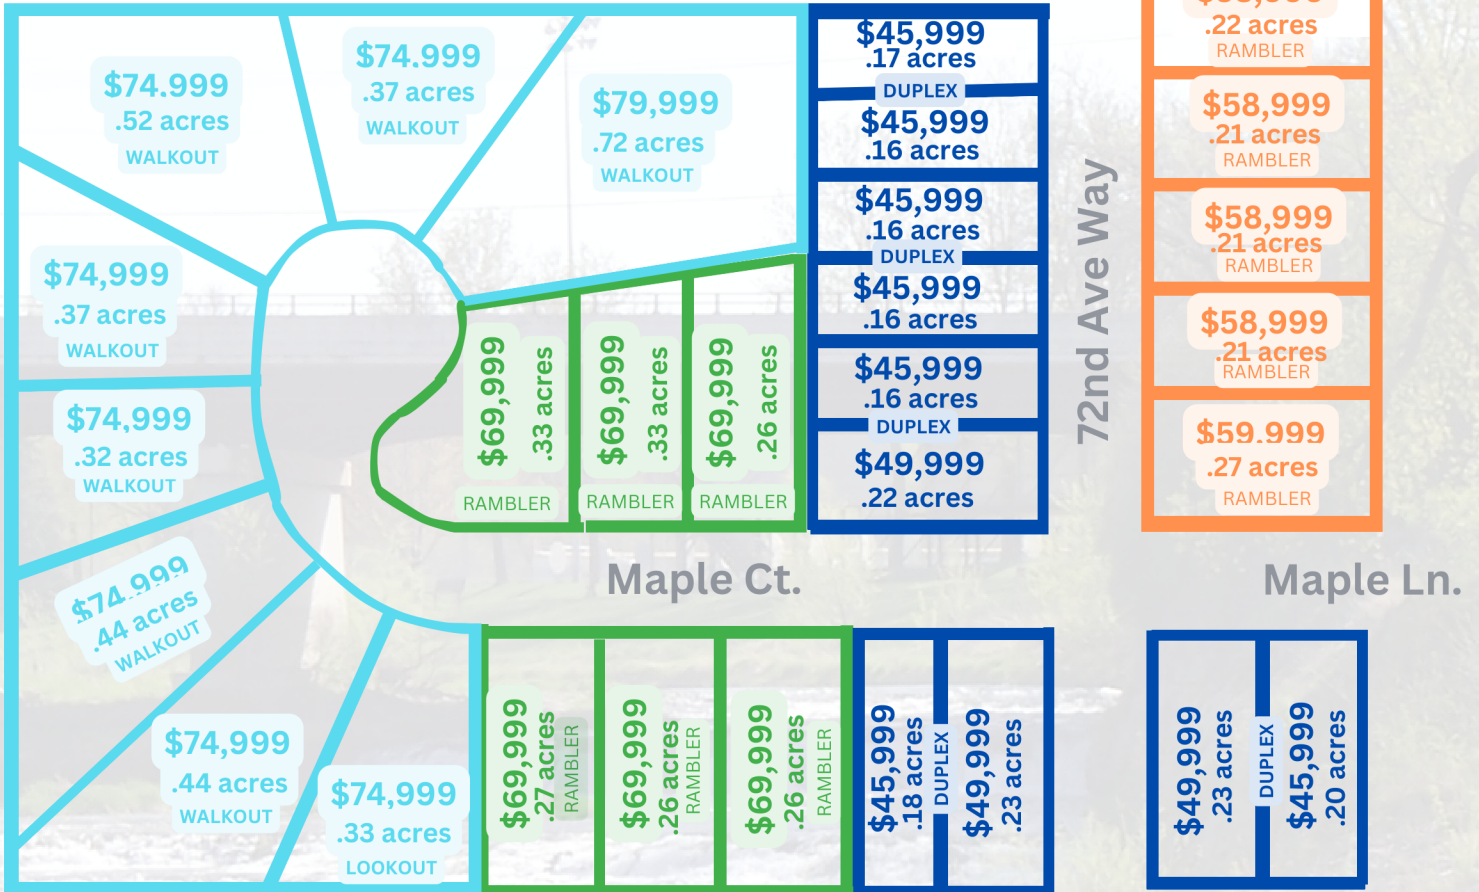 $74.999
.52 acres
WALKOUT
$74.999
.37 acres
WALKOUT
$79,999
.72 acres
WALKOUT
$74,999
.37 acres
WALKOUT
$74,999
.32 acres
WALKOUT
$74.999
.44 acres
WALKOUT
$74,999
.44 acres
WALKOUT
$74,999
.33 acres
LOOKOUT
$69,999
.33 acres
RAMBLER
$69,999
.33 acres
RAMBLER
$69,999
.26 acres
RAMBLER
$45,999
.17 acres
DUPLEX
$45,999
.16 acres
$45,999
.16 acres
DUPLEX
$45,999
.16 acres
$45,999
.16 acres
DUPLEX
$49,999
.22 acres
72nd Ave Way
.22 acres
RAMBLER
$58,999
.21 acres
RAMBLER
$58,999
.21 acres
RAMBLER
$58,999
.21 acres
RAMBLER
$59.999
.27 acres
RAMBLER
Maple Ct.
Maple Ln.
$69,999
.27 acres
RAMBLER
$69,999
.26 acres
RAMBLER
$69,999
.26 acres
RAMBLER
$45,999
.18 acres
DUPLEX
$49,999
.23 acres
$49,999
.23 acres
DUPLEX
$45,999
.20 acres